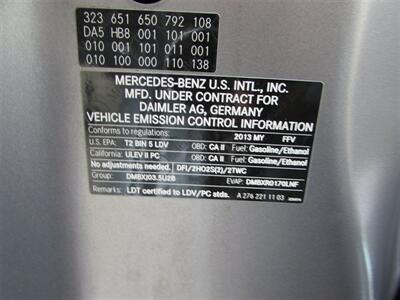 323 651 650 792 108
DA5 HB8 001 101 001
010 001 101 011 001
010 100 000 110 138
MERCEDES-BENZ U.S. INTL., INC.
MFD. UNDER CONTRACT FOR
DAIMLER AG, GERMANY
VEHICLE EMISSION CONTROL INFORMATION
Conforms to regulations: 2013 MY FFV
U.S. EPA: T2 BIN 5 LDV OBD: CA II Fuel: Gasoline/Ethanol
California: ULEV II PC OBD: CA II Fuel: Gasoline/Ethanol
No adjustments needed. DFI/2HO2S(2)/2TWC
Group: DMBXJ03.5U2B EVAP: DMBXR0170LNF
Remarks: LDT certified to LDV/PC stds. A 276 221 11 03